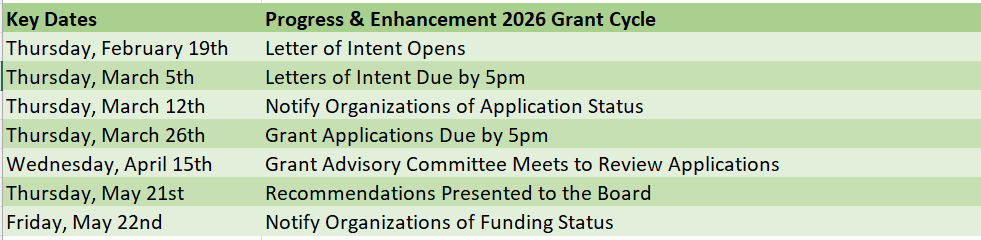 Key Dates Progress & Enhancement 2026 Grant Cycle
Thursday, February 19th Letter of Intent Opens
Thursday, March 5th Letters of Intent Due by 5pm
Thursday, March 12th Notify Organizations of Application Status
Thursday, March 26th Grant Applications Due by 5pm
Wednesday, April 15th Grant Advisory Committee Meets to Review Applications
Thursday, May 21st Recommendations Presented to the Board
Friday, May 22nd Notify Organizations of Funding Status